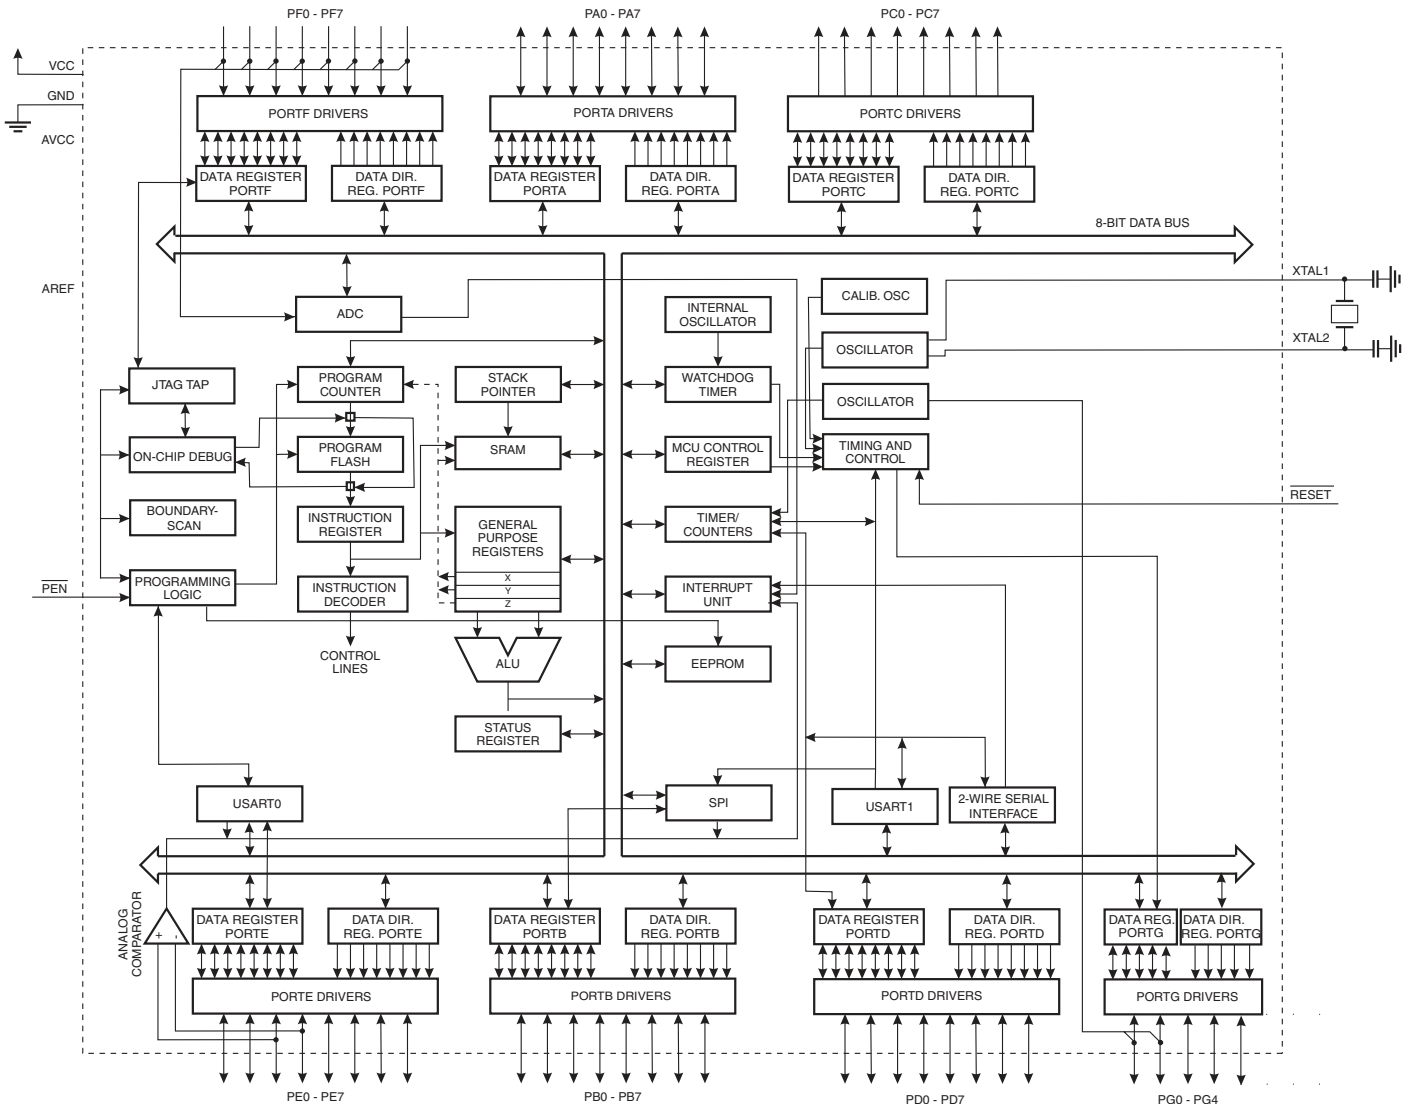 PF0 - PF7
PA0 - PA7
PC0 - PC7
VCC
GND
AVCC
PORTF DRIVERS
PORTA DRIVERS
PORTC DRIVERS
DATA REGISTER
PORTF
DATA DIR.
REG. PORTF
DATA REGISTER
PORTA
DATA DIR.
REG. PORTA
DATA REGISTER
PORTC
DATA DIR.
REG. PORTC
8-BIT DATA BUS
AREF
XTAL1
XTAL2
ADC
INTERNAL
OSCILLATOR
CALIB. OSC
OSCILLATOR
JTAG TAP
PROGRAM
COUNTER
STACK
POINTER
WATCHDOG
TIMER
OSCILLATOR
ON-CHIP DEBUG
PROGRAM
FLASH
SRAM
MCU CONTROL
REGISTER
TIMING AND
CONTROL
RESET
BOUNDARY-
SCAN
INSTRUCTION
REGISTER
GENERAL
PURPOSE
REGISTERS
X
Y
Z
TIMER/
COUNTERS
PEN
PROGRAMMING
LOGIC
INSTRUCTION
DECODER
INTERRUPT
UNIT
CONTROL
LINES
ALU
EEPROM
STATUS
REGISTER
USART0
SPI
USART1
2-WIRE SERIAL
INTERFACE
ANALOG
COMPARATOR
+
-
DATA REGISTER
PORTE
DATA DIR.
REG. PORTE
DATA REGISTER
PORTB
DATA DIR.
REG. PORTB
DATA REGISTER
PORTD
DATA DIR.
REG. PORTD
DATA REG.
PORTG
DATA DIR.
REG. PORTG
PORTE DRIVERS
PORTB DRIVERS
PORTD DRIVERS
PORTG DRIVERS
PE0 - PE7
PB0 - PB7
PD0 - PD7
PG0 - PG4